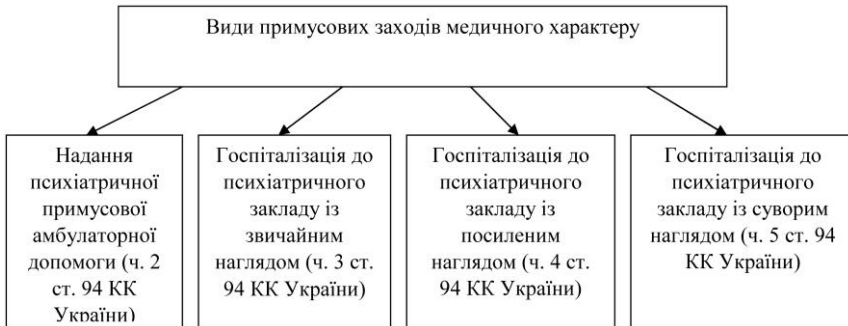 Види примусових заходів медичного характеру
Надання
психіатричної
примусової
амбулаторної
допомоги (ч. 2
ст. 94 КК
України)
Госпіталізація до
психіатричного
закладу із
звичайним
наглядом (ч. 3 ст.
94 КК України)
Госпіталізація до
психіатричного
закладу із
посиленим
наглядом (ч. 4 ст.
94 КК України)
Госпіталізація до
психіатричного
закладу із суворим
наглядом (ч. 5 ст. 94
КК України)